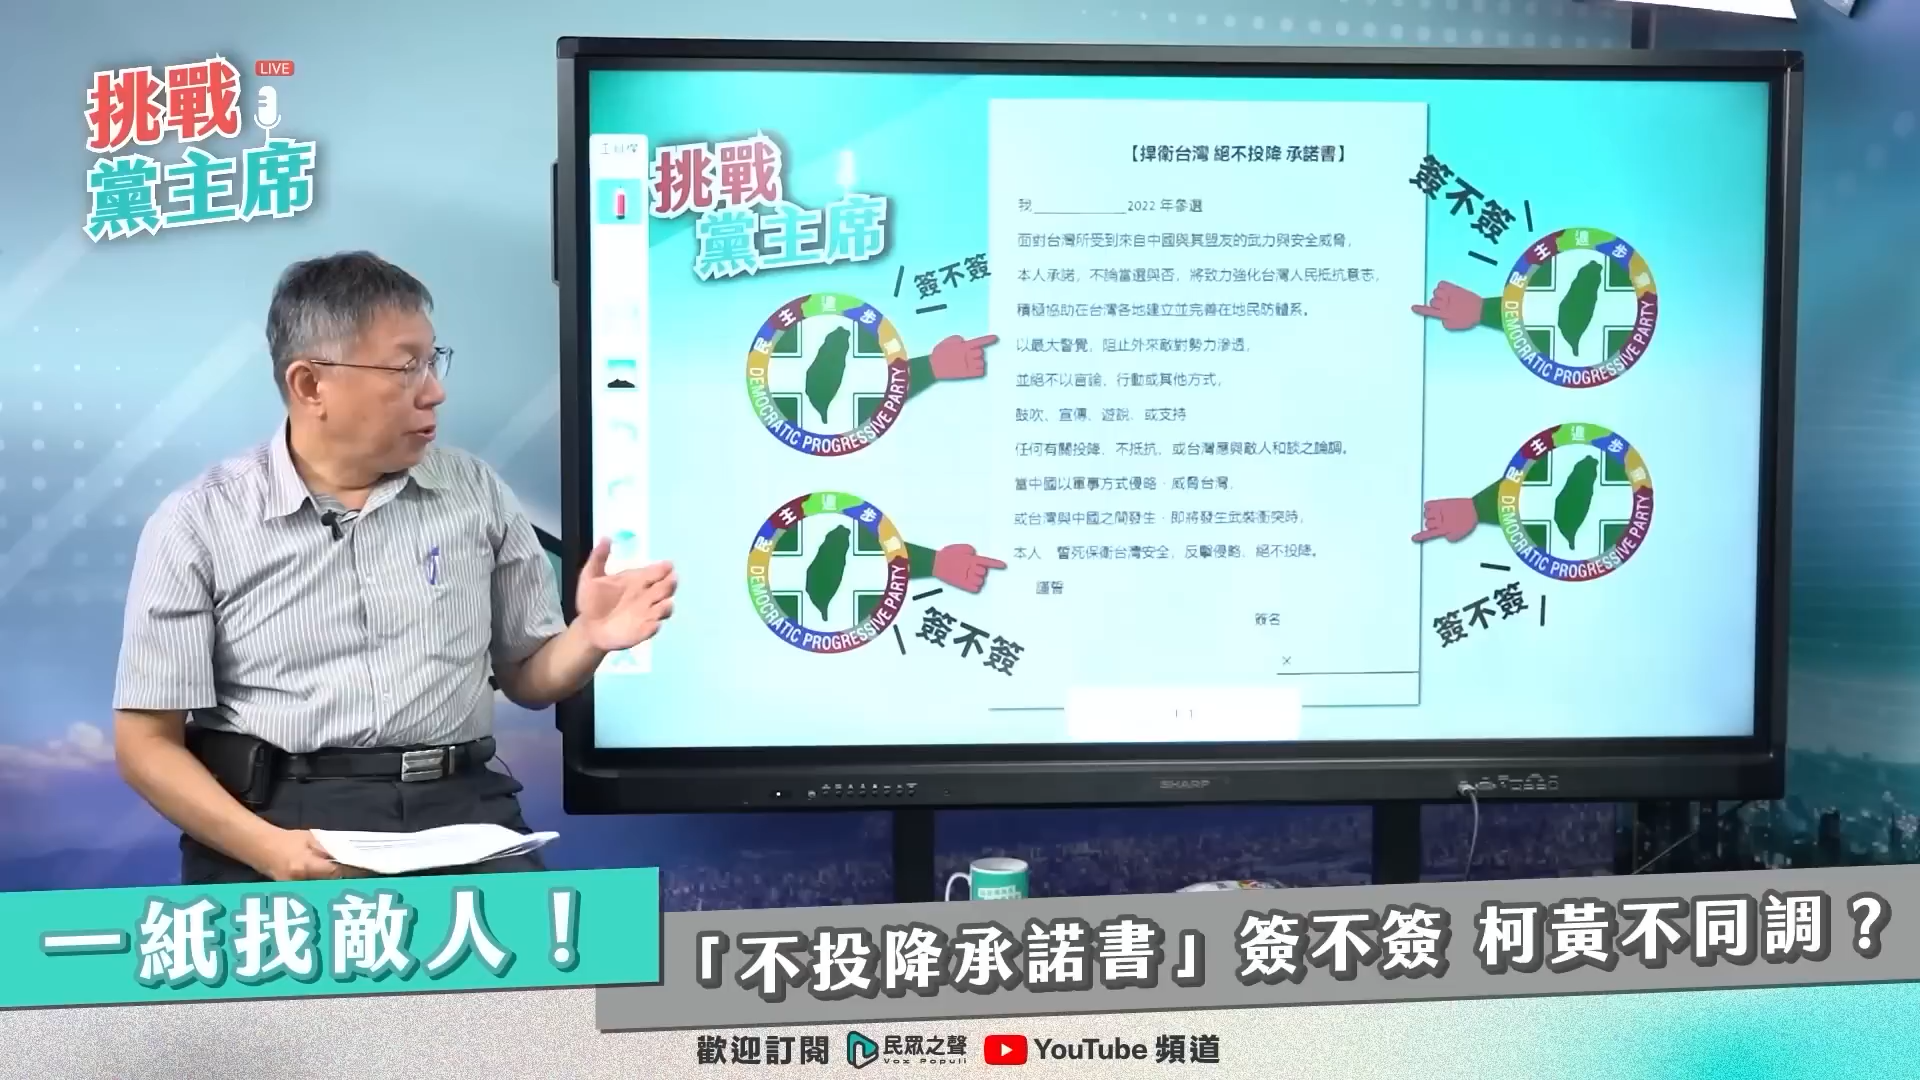 挑戰
LIVE
黨主席
工具欄
挑戰
黨主席
【捍衛台灣 絕不投降 承諾書】
我__________2022 年參選
面對台灣所受到來自中國與其盟友的武力與安全威脅，
本人承諾，不論當選與否，將致力強化台灣人民抵抗意志，
積極協助在台灣各地建立並完善在地民防體系。
以最大警覺，阻止外來敵對勢力滲透，
並絕不以言論、行動或其他方式，
鼓吹、宣傳、遊說、或支持
任何有關投降、不抵抗、或台灣應與敵人和談之論調。
當中國以軍事方式侵略、威脅台灣，
或台灣與中國之間發生、即將發生武裝衝突時，
本人　誓死保衛台灣安全，反擊侵略，絕不投降。
謹誓
簽名
X
簽不簽
簽不簽
簽不簽
簽不簽
民主進步黨
DEMOCRATIC PROGRESSIVE PARTY
民主進步黨
DEMOCRATIC PROGRESSIVE PARTY
民主進步黨
DEMOCRATIC PROGRESSIVE PARTY
民主進步黨
DEMOCRATIC PROGRESSIVE PARTY
SHARP
一紙找敵人！
「不投降承諾書」簽不簽 柯黃不同調？
歡迎訂閱 民眾之聲 YouTube 頻道
Vox Populi